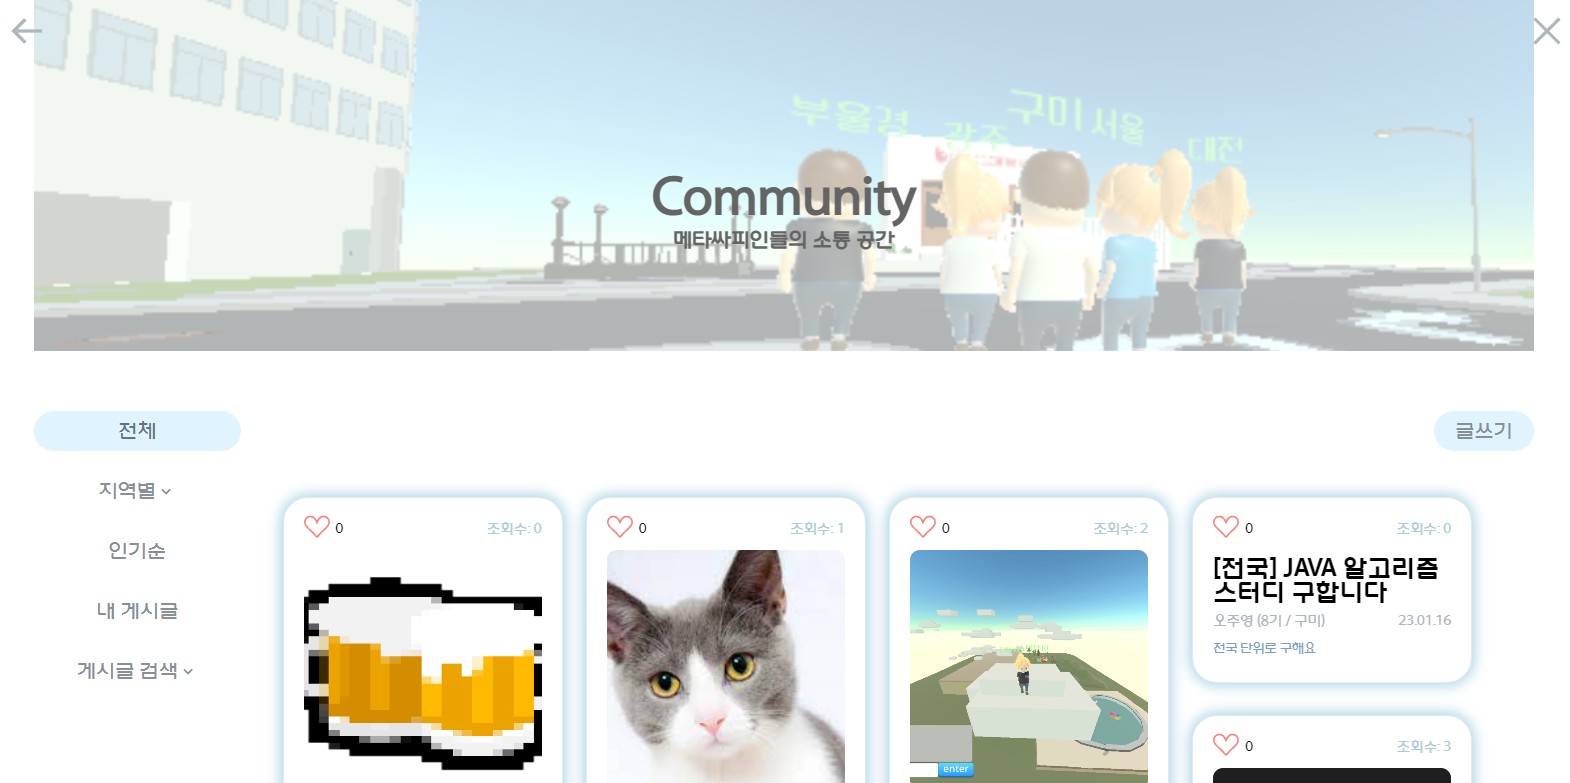 부울경
광주
구미
서울
대전
Community
메타싸피인들의 소통 공간
전체
글쓰기
지역별
인기순
내 게시글
게시글 검색
0 조회수: 0
0 조회수: 1
0 조회수: 2
enter
0 조회수: 0
[전국] JAVA 알고리즘
스터디 구합니다
오주영 (8기 / 구미) 23.01.16
전국 단위로 구해요
0 조회수: 3